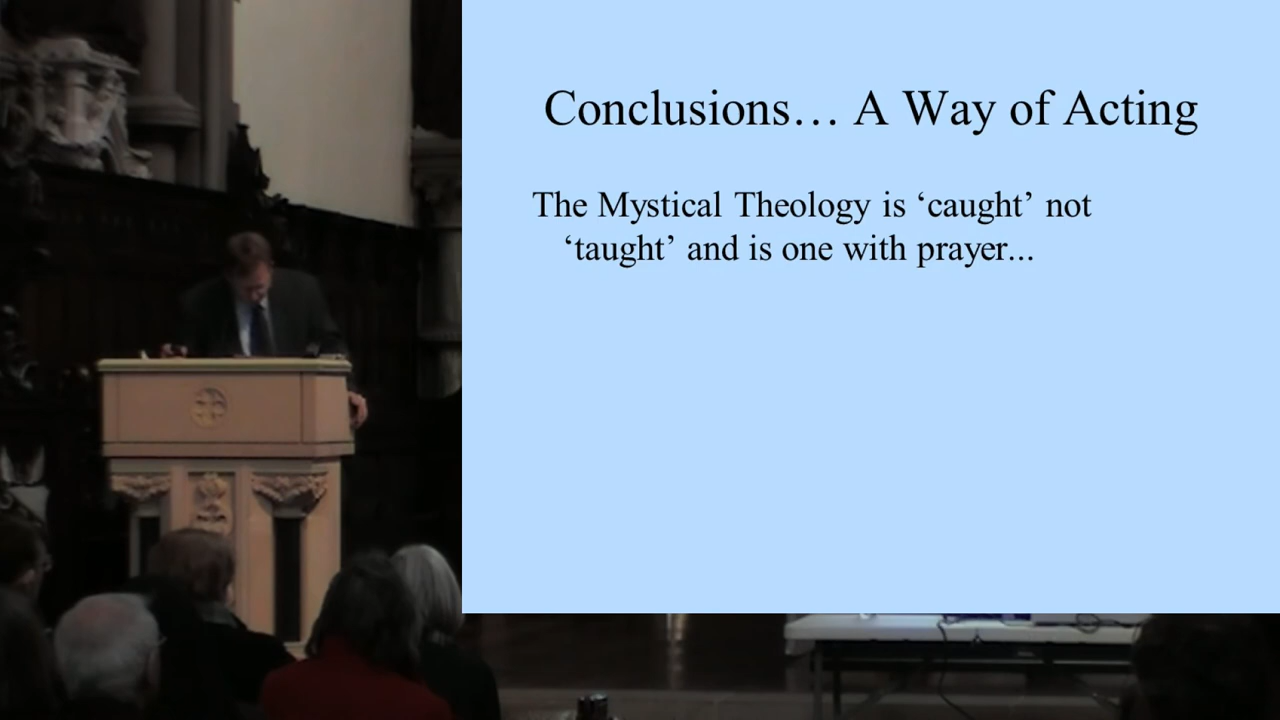 Conclusions… A Way of Acting
The Mystical Theology is ‘caught’ not
‘taught’ and is one with prayer...